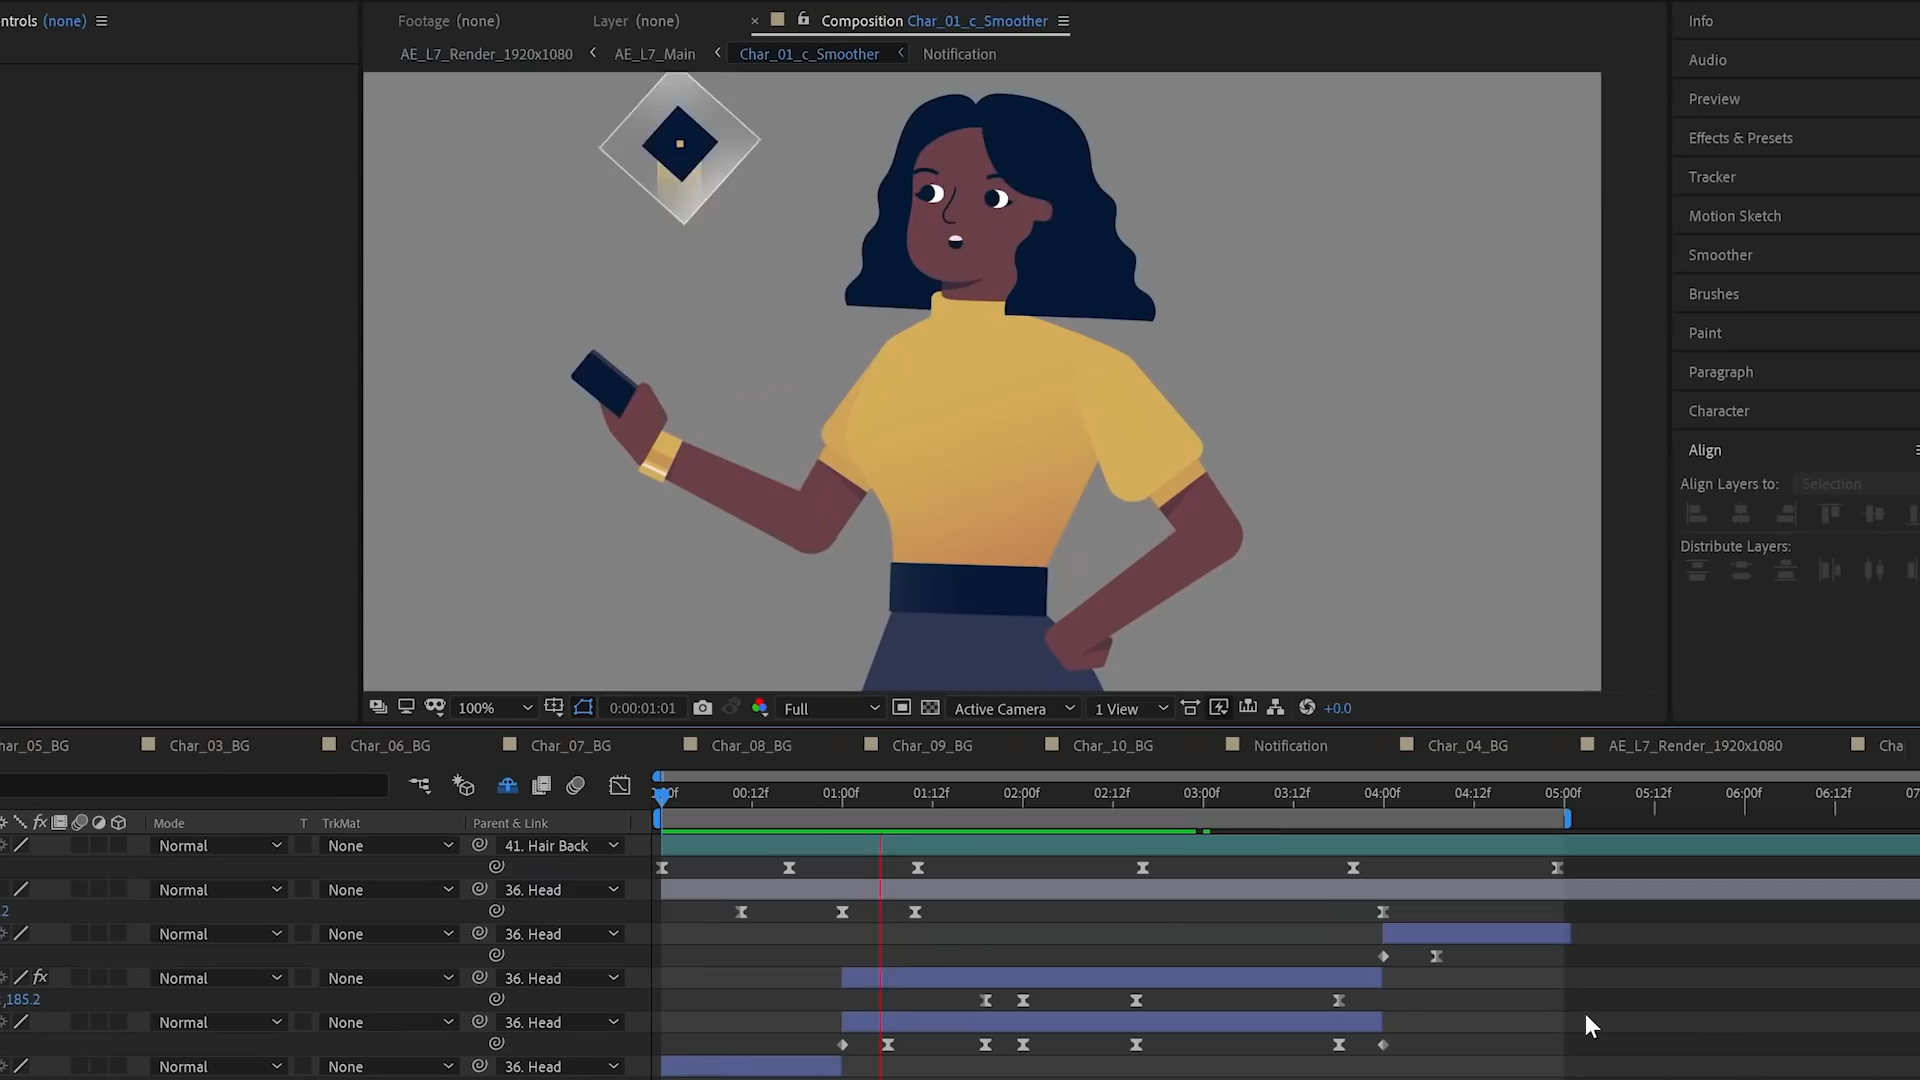 ntrols (none)
Footage (none)
Layer (none)
× Composition Char_01_c_Smoother
AE_L7_Render_1920x1080 < AE_L7_Main < Char_01_c_Smoother < Notification
Info
Audio
Preview
Effects & Presets
Tracker
Motion Sketch
Smoother
Brushes
Paint
Paragraph
Character
Align
Align Layers to: Selection
Distribute Layers:
100% 0:00:01:01 Full Active Camera 1 View +0.0
har_05_BG Char_03_BG Char_06_BG Char_07_BG Char_08_BG Char_09_BG Char_10_BG Notification Char_04_BG AE_L7_Render_1920x1080 Cha
00f 00:12f 01:00f 01:12f 02:00f 02:12f 03:00f 03:12f 04:00f 04:12f 05:00f 05:12f 06:00f 06:12f 07
fx Mode T TrkMat Parent & Link
Normal None 41. Hair Back
Normal None 36. Head
.2
Normal None 36. Head
fx Normal None 36. Head
,185.2
Normal None 36. Head
Normal None 36. Head